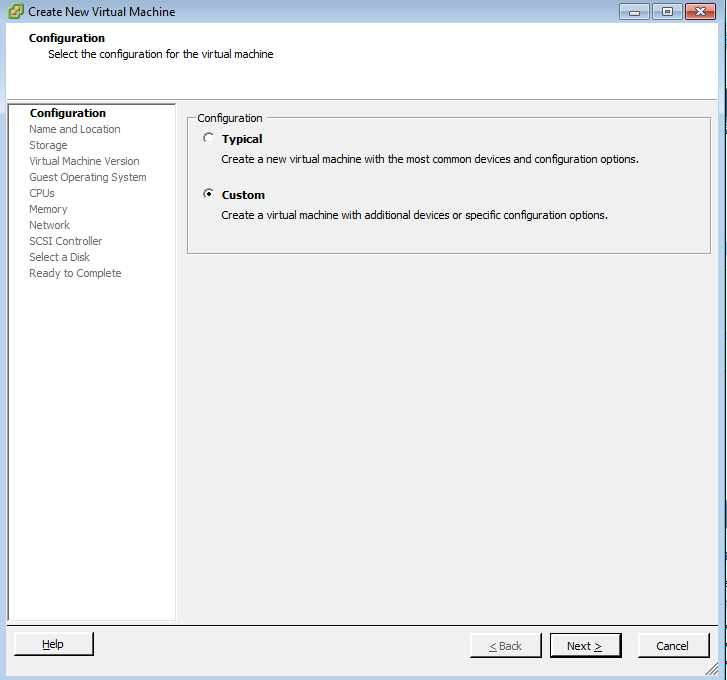 Create New Virtual Machine
Configuration
Select the configuration for the virtual machine
Configuration
Name and Location
Storage
Virtual Machine Version
Guest Operating System
CPUs
Memory
Network
SCSI Controller
Select a Disk
Ready to Complete
Configuration
Typical
Create a new virtual machine with the most common devices and configuration options.
Custom
Create a virtual machine with additional devices or specific configuration options.
Help
< Back
Next >
Cancel